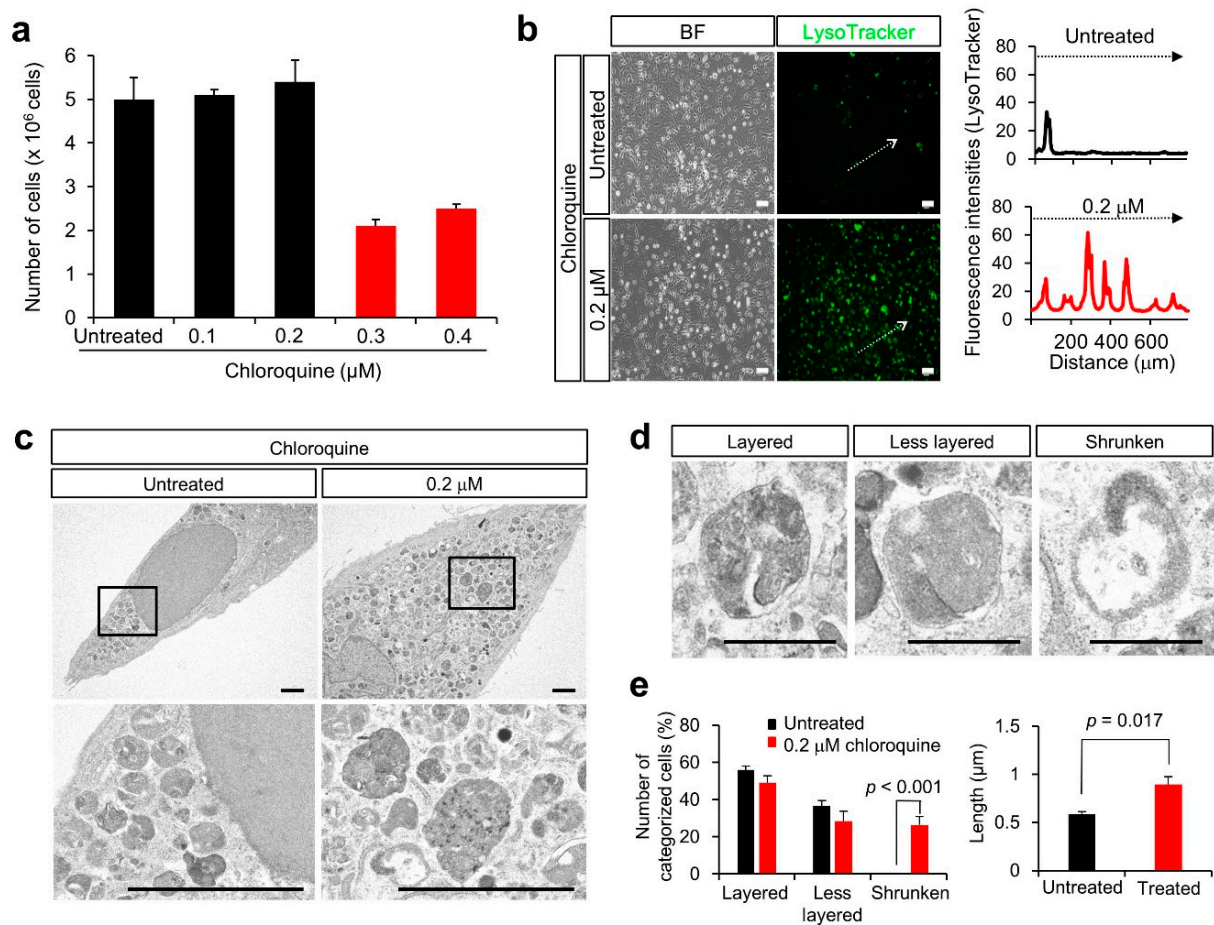 a
Number of cells (x 10⁶ cells)
6
5
4
3
2
1
0
Untreated 0.1 0.2 0.3 0.4
Chloroquine (µM)
b
BF LysoTracker
Chloroquine
Untreated
0.2 µM
Fluorescence intensities (LysoTracker)
Untreated
80
60
40
20
0
0.2 µM
80
60
40
20
0
200 400 600
Distance (µm)
c
Chloroquine
Untreated 0.2 µM
d
Layered Less layered Shrunken
e
Number of
categorized cells (%)
80
60
40
20
0
Untreated
0.2 µM chloroquine
p < 0.001
Layered Less Shrunken
layered
Length (µm)
1.5
1
0.5
0
p = 0.017
Untreated Treated